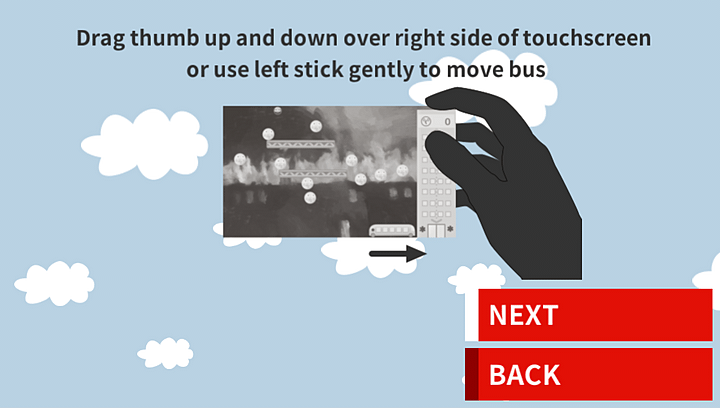 Drag thumb up and down over right side of touchscreen
or use left stick gently to move bus
0
NEXT
BACK